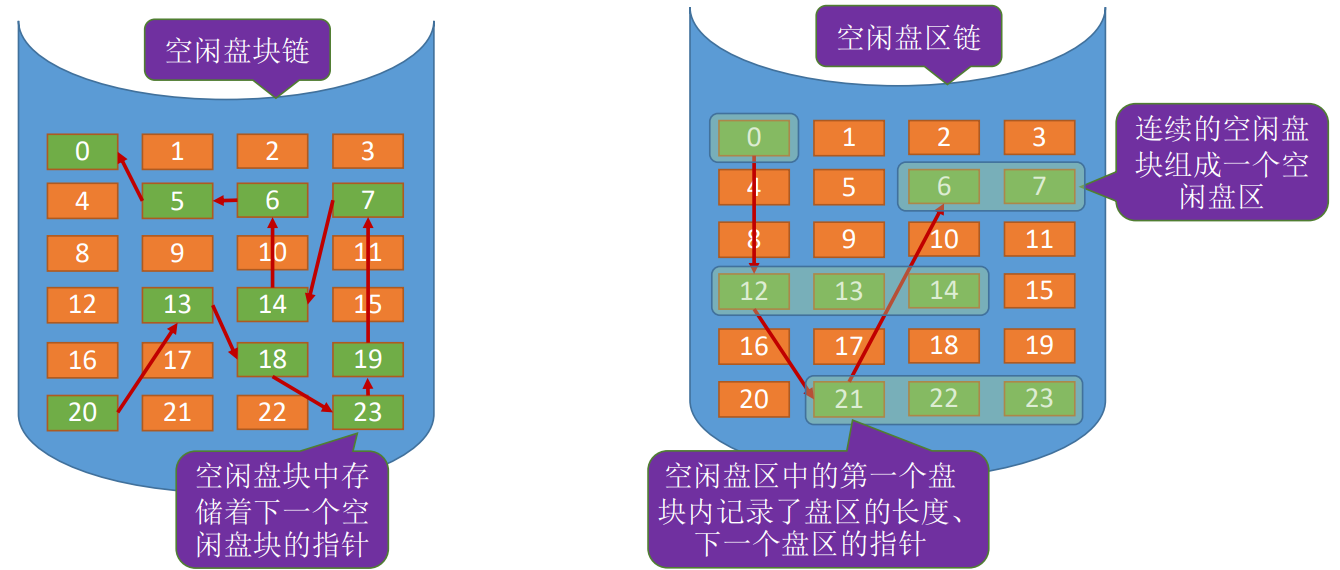 空闲盘块链
0 1 2 3
4 5 6 7
8 9 10 11
12 13 14 15
16 17 18 19
20 21 22 23
空闲盘块中存
储着下一个空
闲盘块的指针
空闲盘区链
0 1 2 3
4 5 6 7
8 9 10 11
12 13 14 15
16 17 18 19
20 21 22 23
连续的空闲盘
块组成一个空
闲盘区
空闲盘区中的第一个盘
块内记录了盘区的长度、
下一个盘区的指针